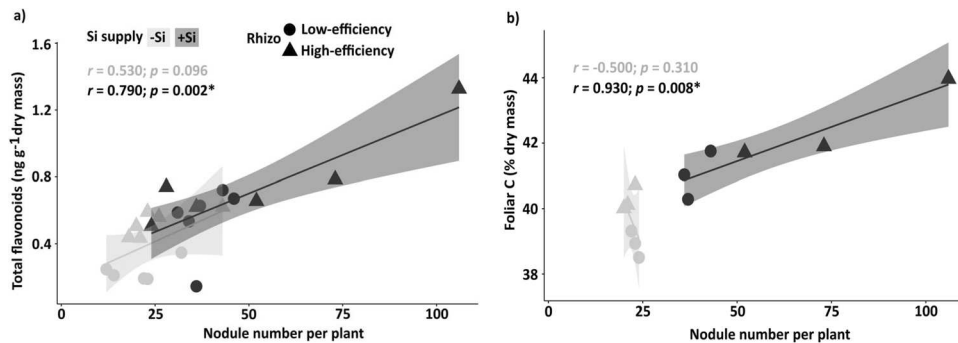 a)
Si supply -Si +Si Rhizo Low-efficiency
High-efficiency
r = 0.530; p = 0.096
r = 0.790; p = 0.002*
Total flavonoids (ng g-1 dry mass)
1.6
1.2
0.8
0.4
0
0 25 50 75 100
Nodule number per plant
b)
r = -0.500; p = 0.310
r = 0.930; p = 0.008*
Foliar C (% dry mass)
44
42
40
38
0 25 50 75 100
Nodule number per plant